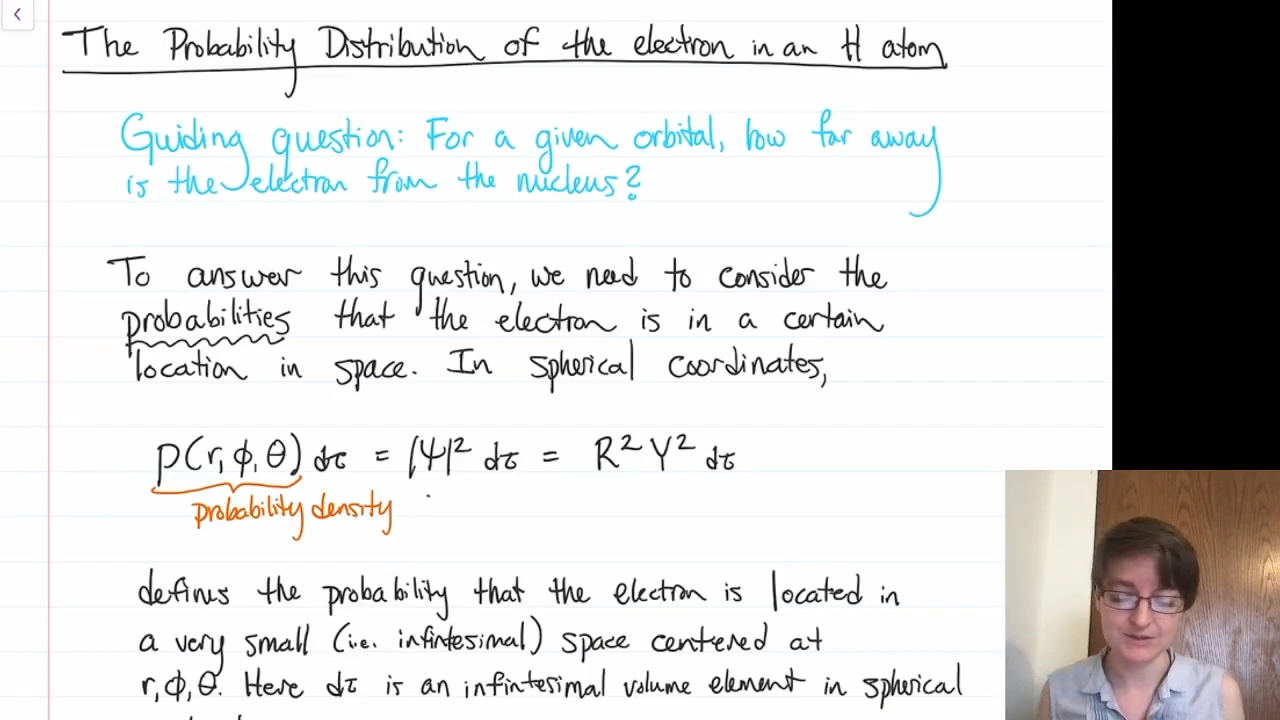 The Probability Distribution of the electron in an H atom
Guiding question: For a given orbital, how far away
is the electron from the nucleus?
To answer this question, we need to consider the
probabilities that the electron is in a certain
location in space. In spherical coordinates,
P(r, ϕ, θ) dτ = |Ψ|² dτ = R² Y² dτ
probability density
defines the probability that the electron is located in
a very small (i.e. infintesimal) space centered at
r, ϕ, θ. Here dτ is an infintesimal volume element in spherical